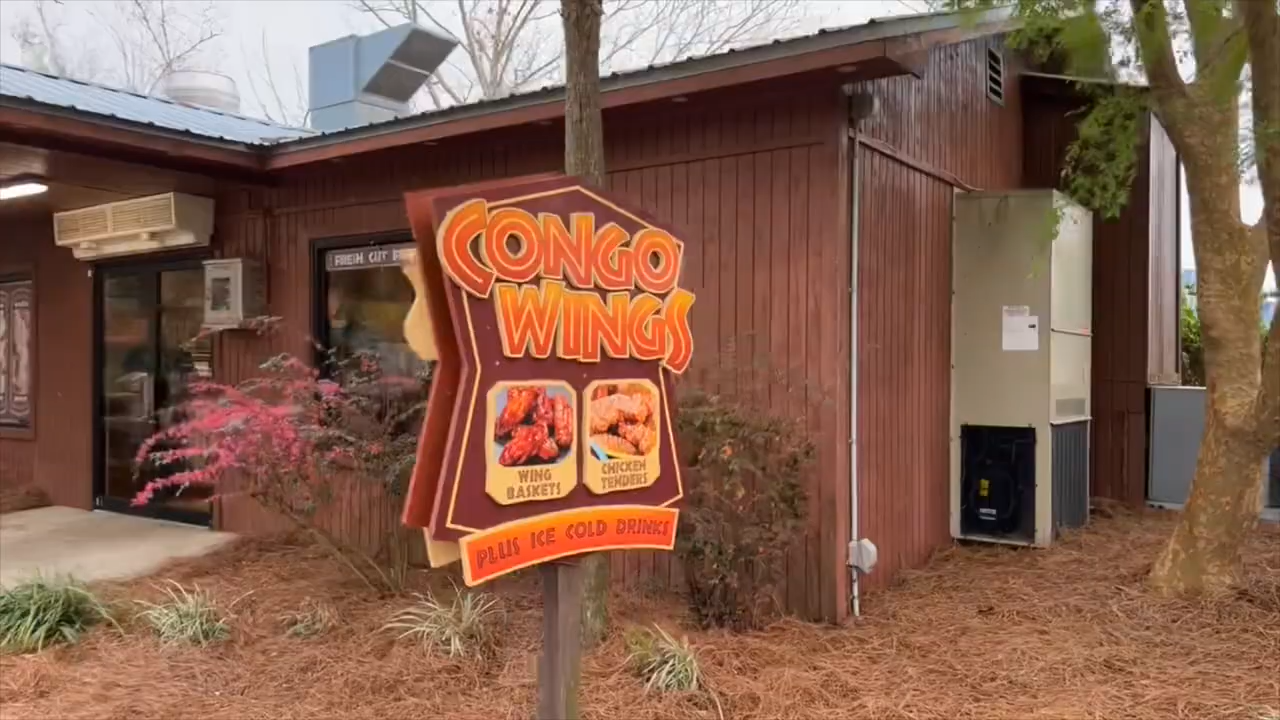 FRESH CUT
CONGO
WINGS
WING
BASKETS
CHICKEN
TENDERS
PLUS ICE COLD DRINKS